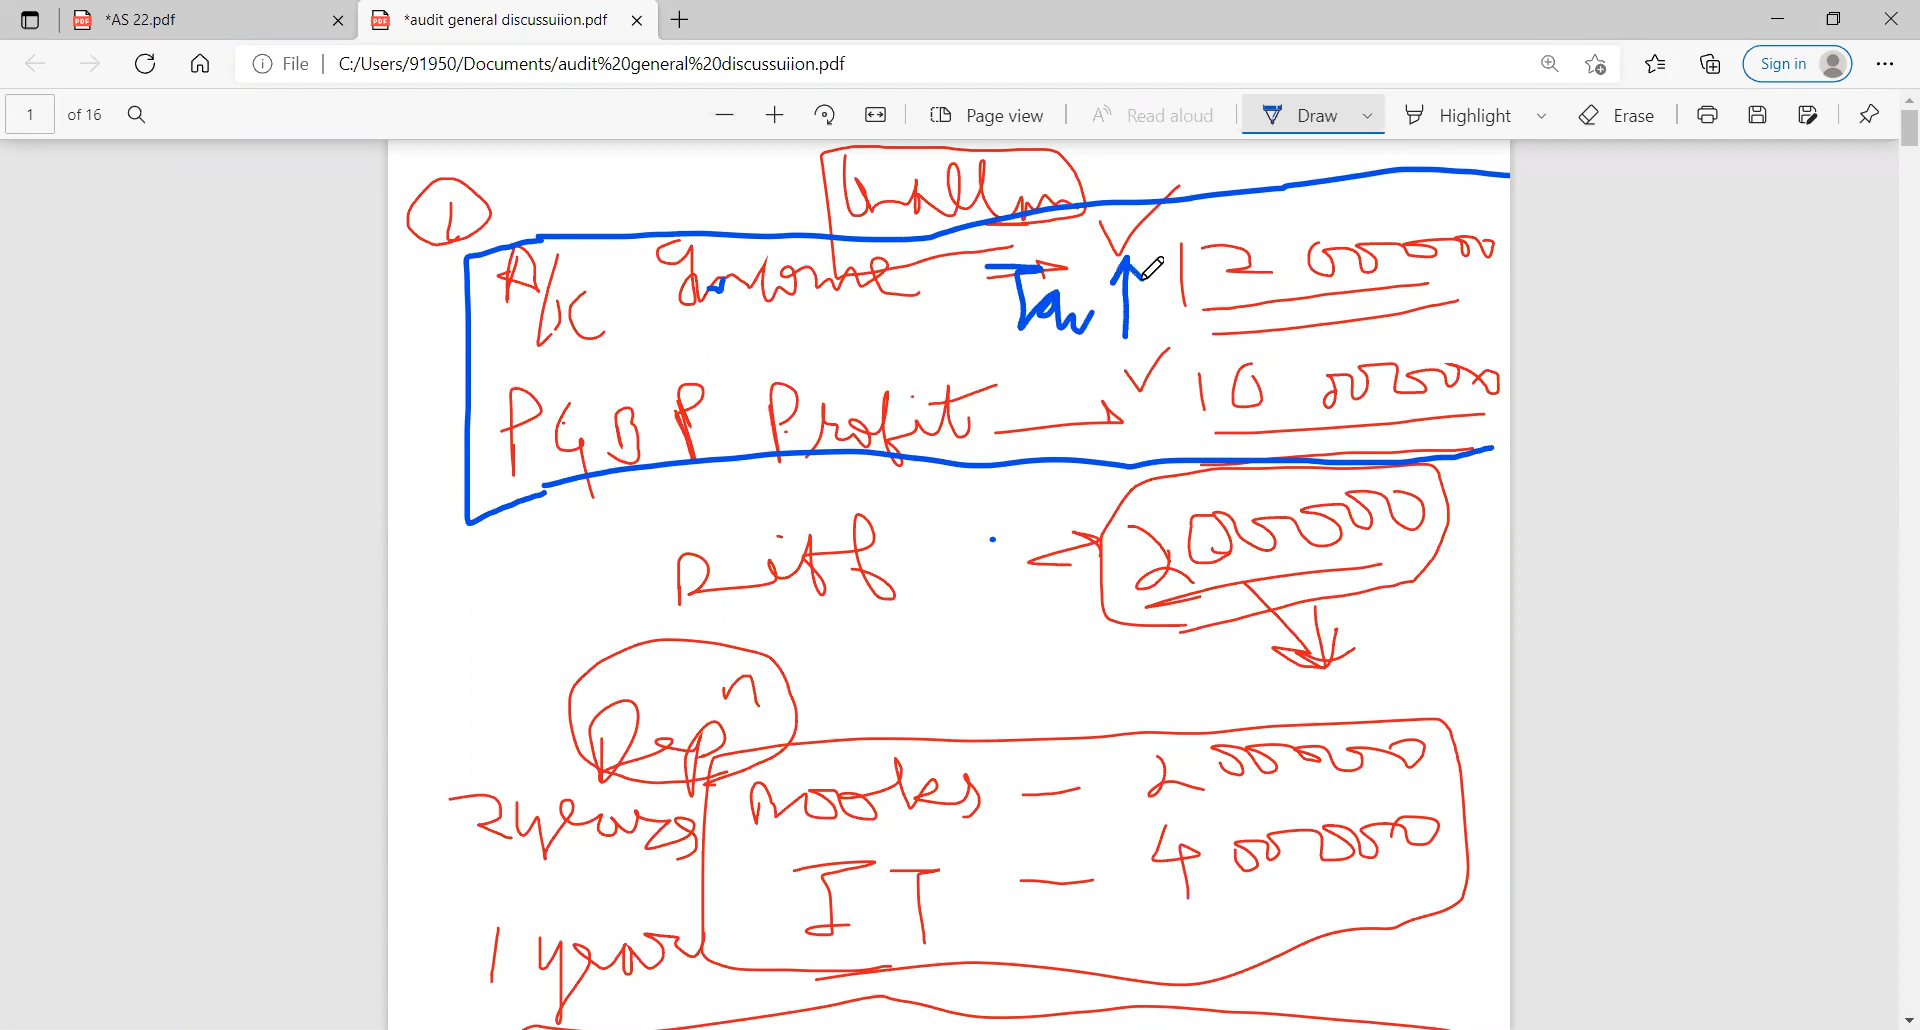 *AS 22.pdf
*audit general discussuiion.pdf
File
C:/Users/91950/Documents/audit%20general%20discussuiion.pdf
Sign in
1 of 16
Page view
Read aloud
Draw
Highlight
Erase
1
A/C Income Tax 12 00000
PGBP Profit 10 00000
Diff 200000
Depn
2 years Books - 200000
IT - 400000
1 year